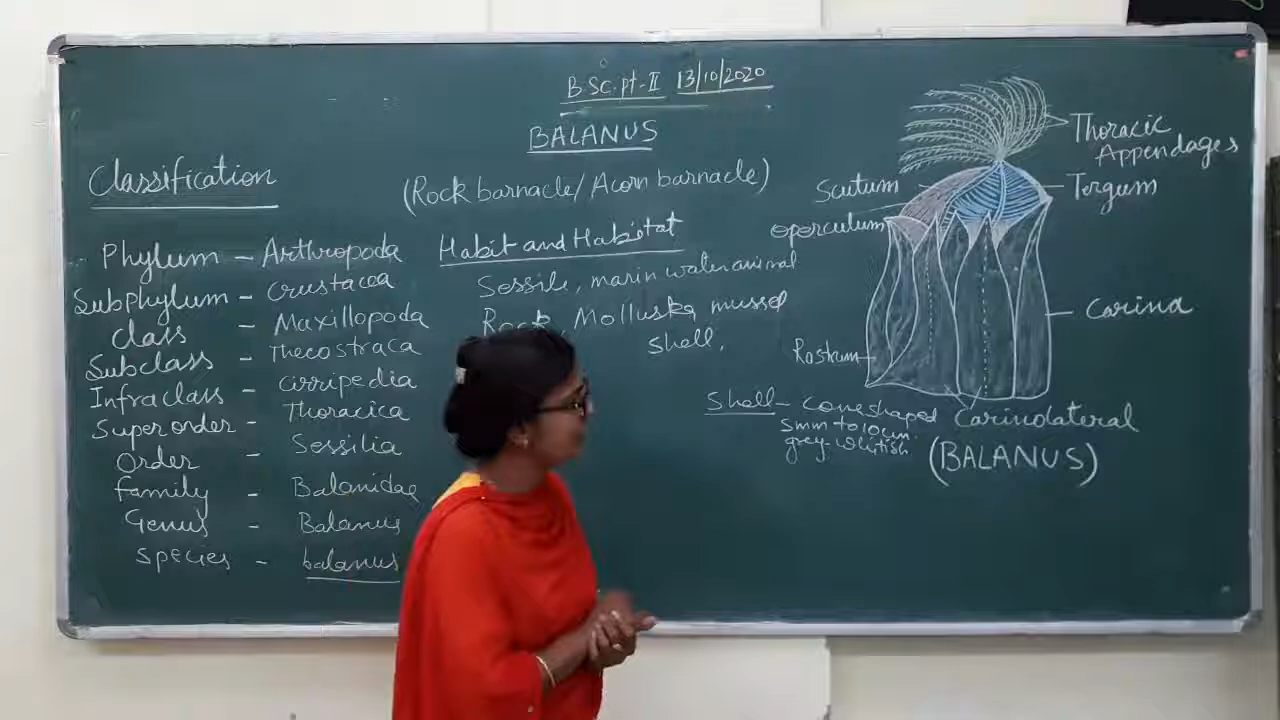 B.Sc.pt-II 13/10/2020
BALANUS
(Rock barnacle/Acorn barnacle)
Classification
Phylum – Arthropoda
Subphylum – Crustacea
Class – Maxillopoda
Subclass – Thecostraca
Infraclass – Cirripedia
Superorder – Thoracica
Order – Sessilia
family – Balanidae
Genus – Balanus
Species – balanus
Habit and Habitat
Sessile, marin water animal
Rock, Molluska mussel
shell,
Thoracic
Appendages
Scutum
Tergum
operculum
Carina
Rostrum
Carinolateral
(BALANUS)
Shell – Coneshaped
5mm to 10cm
grey-whitish